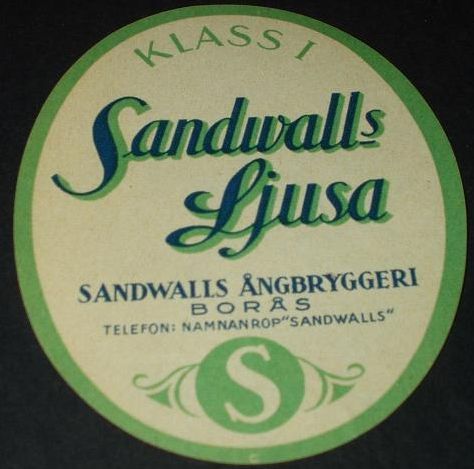 KLASS I
Sandwalls
Ljusa
SANDWALLS ÅNGBRYGGERI
BORÅS
TELEFON: NAMNANROP "SANDWALLS"
S
C